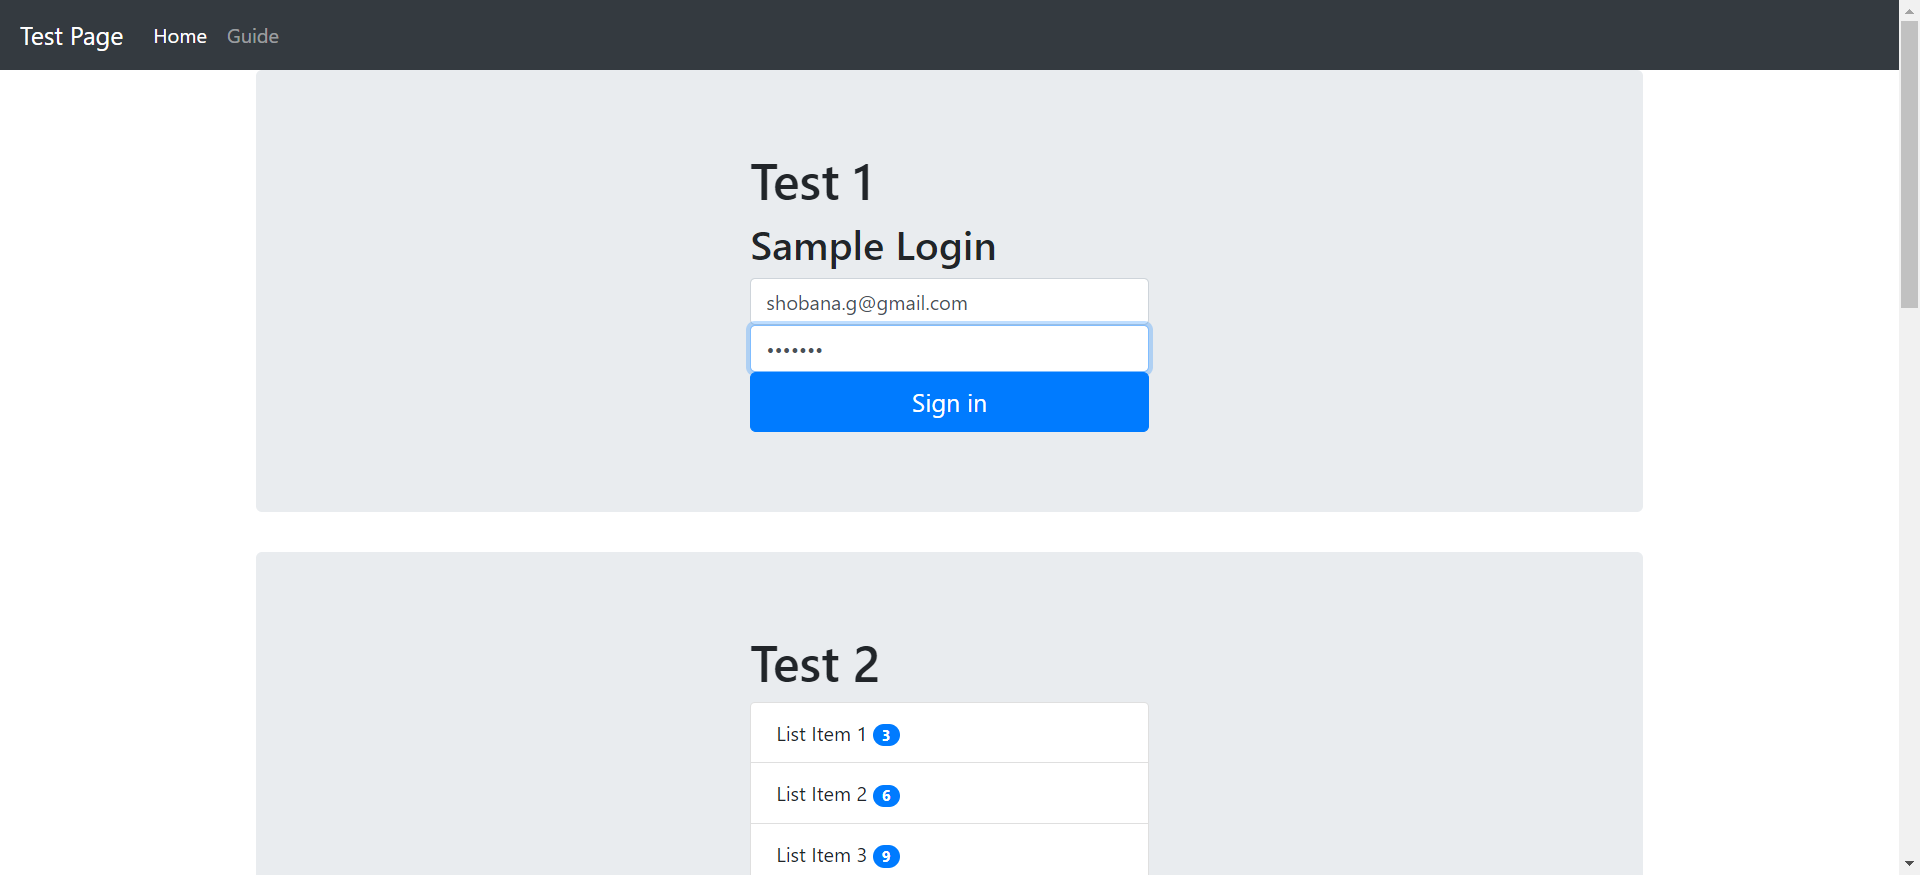 Test Page Home Guide
Test 1
Sample Login
shobana.g@gmail.com
•••••••
Sign in
Test 2
List Item 1 3
List Item 2 6
List Item 3 9